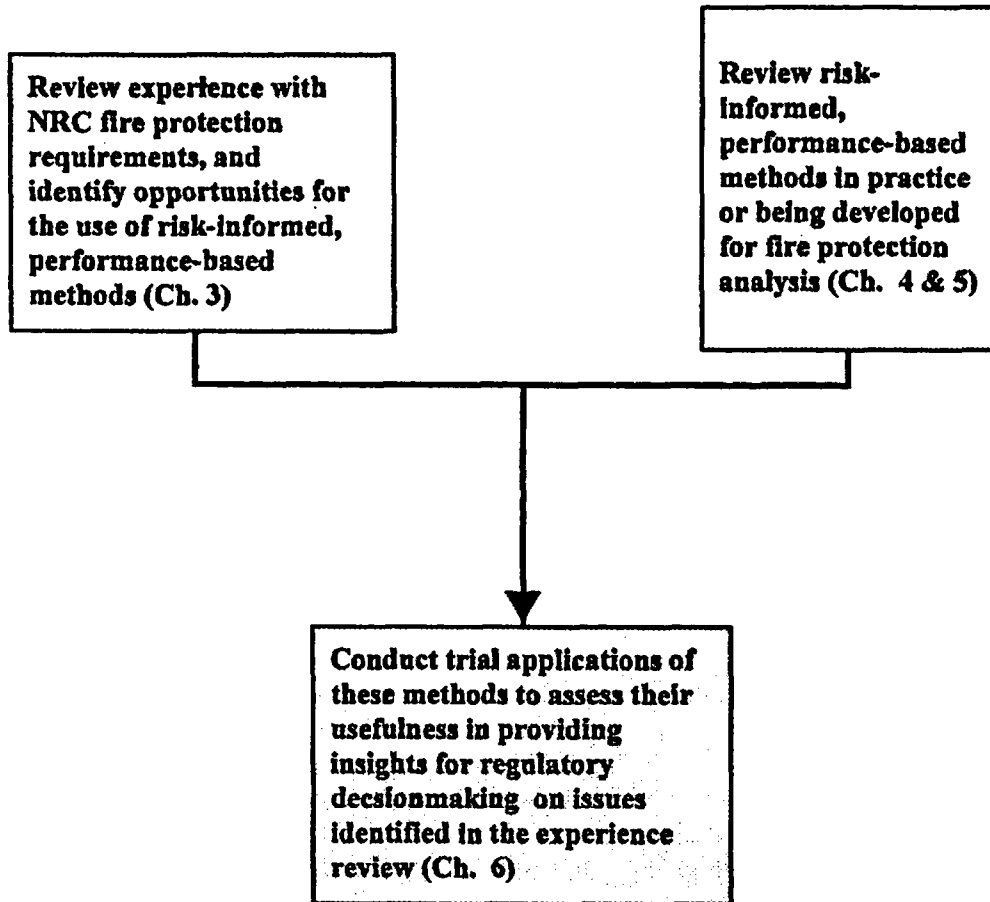 Review experience with
NRC fire protection
requirements, and
identify opportunities for
the use of risk-informed,
performance-based
methods (Ch. 3)
Review risk-
informed,
performance-based
methods in practice
or being developed
for fire protection
analysis (Ch. 4 & 5)
Conduct trial applications of
these methods to assess their
usefulness in providing
insights for regulatory
decsionmaking on issues
identified in the experience
review (Ch. 6)